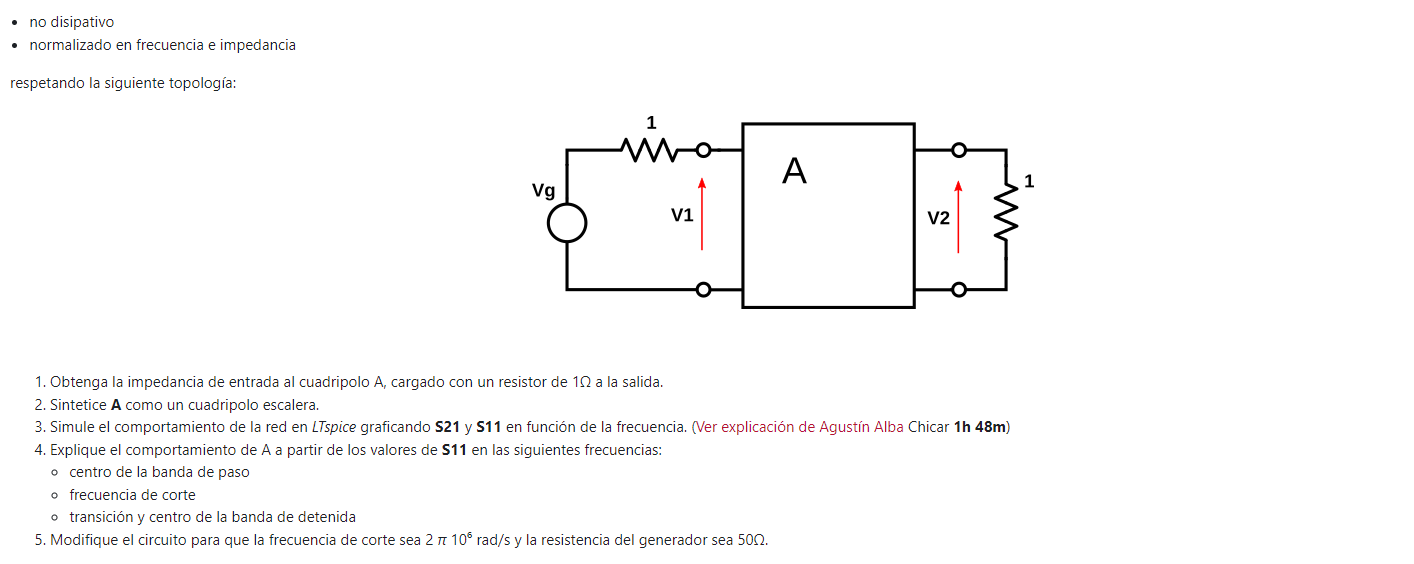 • no disipativo
• normalizado en frecuencia e impedancia
respetando la siguiente topología:
1
A
Vg
1
V1
V2
1. Obtenga la impedancia de entrada al cuadripolo A, cargado con un resistor de 1Ω a la salida.
2. Sintetice A como un cuadripolo escalera.
3. Simule el comportamiento de la red en LTspice graficando S21 y S11 en función de la frecuencia. (Ver explicación de Agustín Alba Chicar 1h 48m)
4. Explique el comportamiento de A a partir de los valores de S11 en las siguientes frecuencias:
○ centro de la banda de paso
○ frecuencia de corte
○ transición y centro de la banda de detenida
5. Modifique el circuito para que la frecuencia de corte sea 2 π 10⁶ rad/s y la resistencia del generador sea 50Ω.